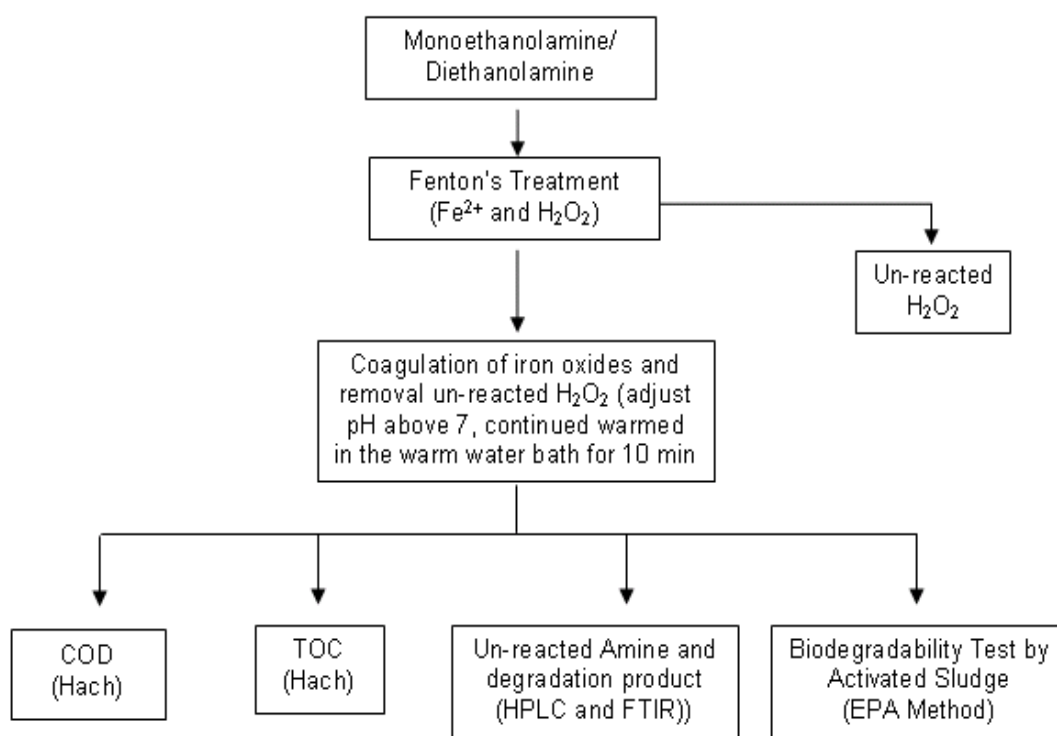 Monoethanolamine/
Diethanolamine
Fenton's Treatment
(Fe²⁺ and H₂O₂)
Un-reacted
H₂O₂
Coagulation of iron oxides and
removal un-reacted H₂O₂ (adjust
pH above 7, continued warmed
in the warm water bath for 10 min
COD
(Hach)
TOC
(Hach)
Un-reacted Amine and
degradation product
(HPLC and FTIR))
Biodegradability Test by
Activated Sludge
(EPA Method)